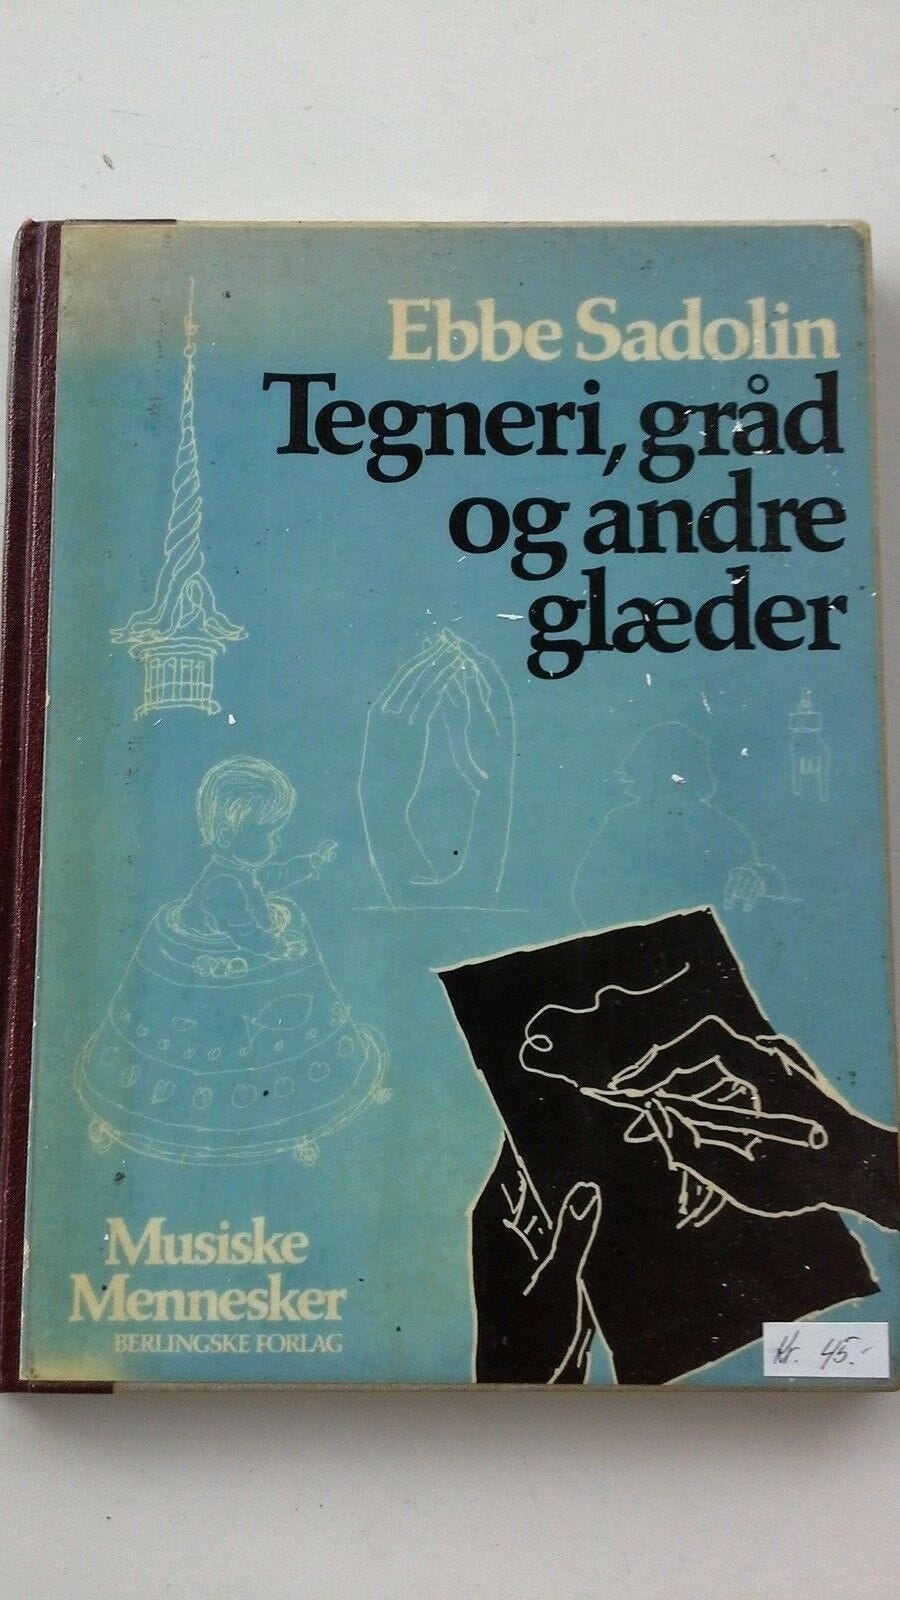 Ebbe Sadolin
Tegneri, gråd
og andre
glæder
Musiske
Mennesker
BERLINGSKE FORLAG
Kr. 45.-